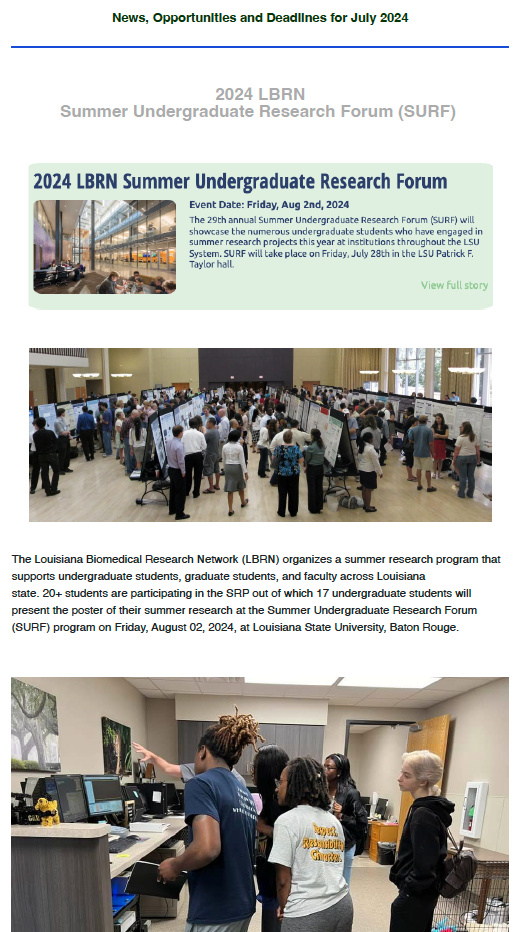 News, Opportunities and Deadlines for July 2024
2024 LBRN
Summer Undergraduate Research Forum (SURF)
2024 LBRN Summer Undergraduate Research Forum
Event Date: Friday, Aug 2nd, 2024
The 29th annual Summer Undergraduate Research Forum (SURF) will
showcase the numerous undergraduate students who have engaged in
summer research projects this year at institutions throughout the LSU
System. SURF will take place on Friday, July 28th in the LSU Patrick F.
Taylor hall.
View full story
The Louisiana Biomedical Research Network (LBRN) organizes a summer research program that
supports undergraduate students, graduate students, and faculty across Louisiana
state. 20+ students are participating in the SRP out of which 17 undergraduate students will
present the poster of their summer research at the Summer Undergraduate Research Forum
(SURF) program on Friday, August 02, 2024, at Louisiana State University, Baton Rouge.
Respect.
Responsibility
Character.